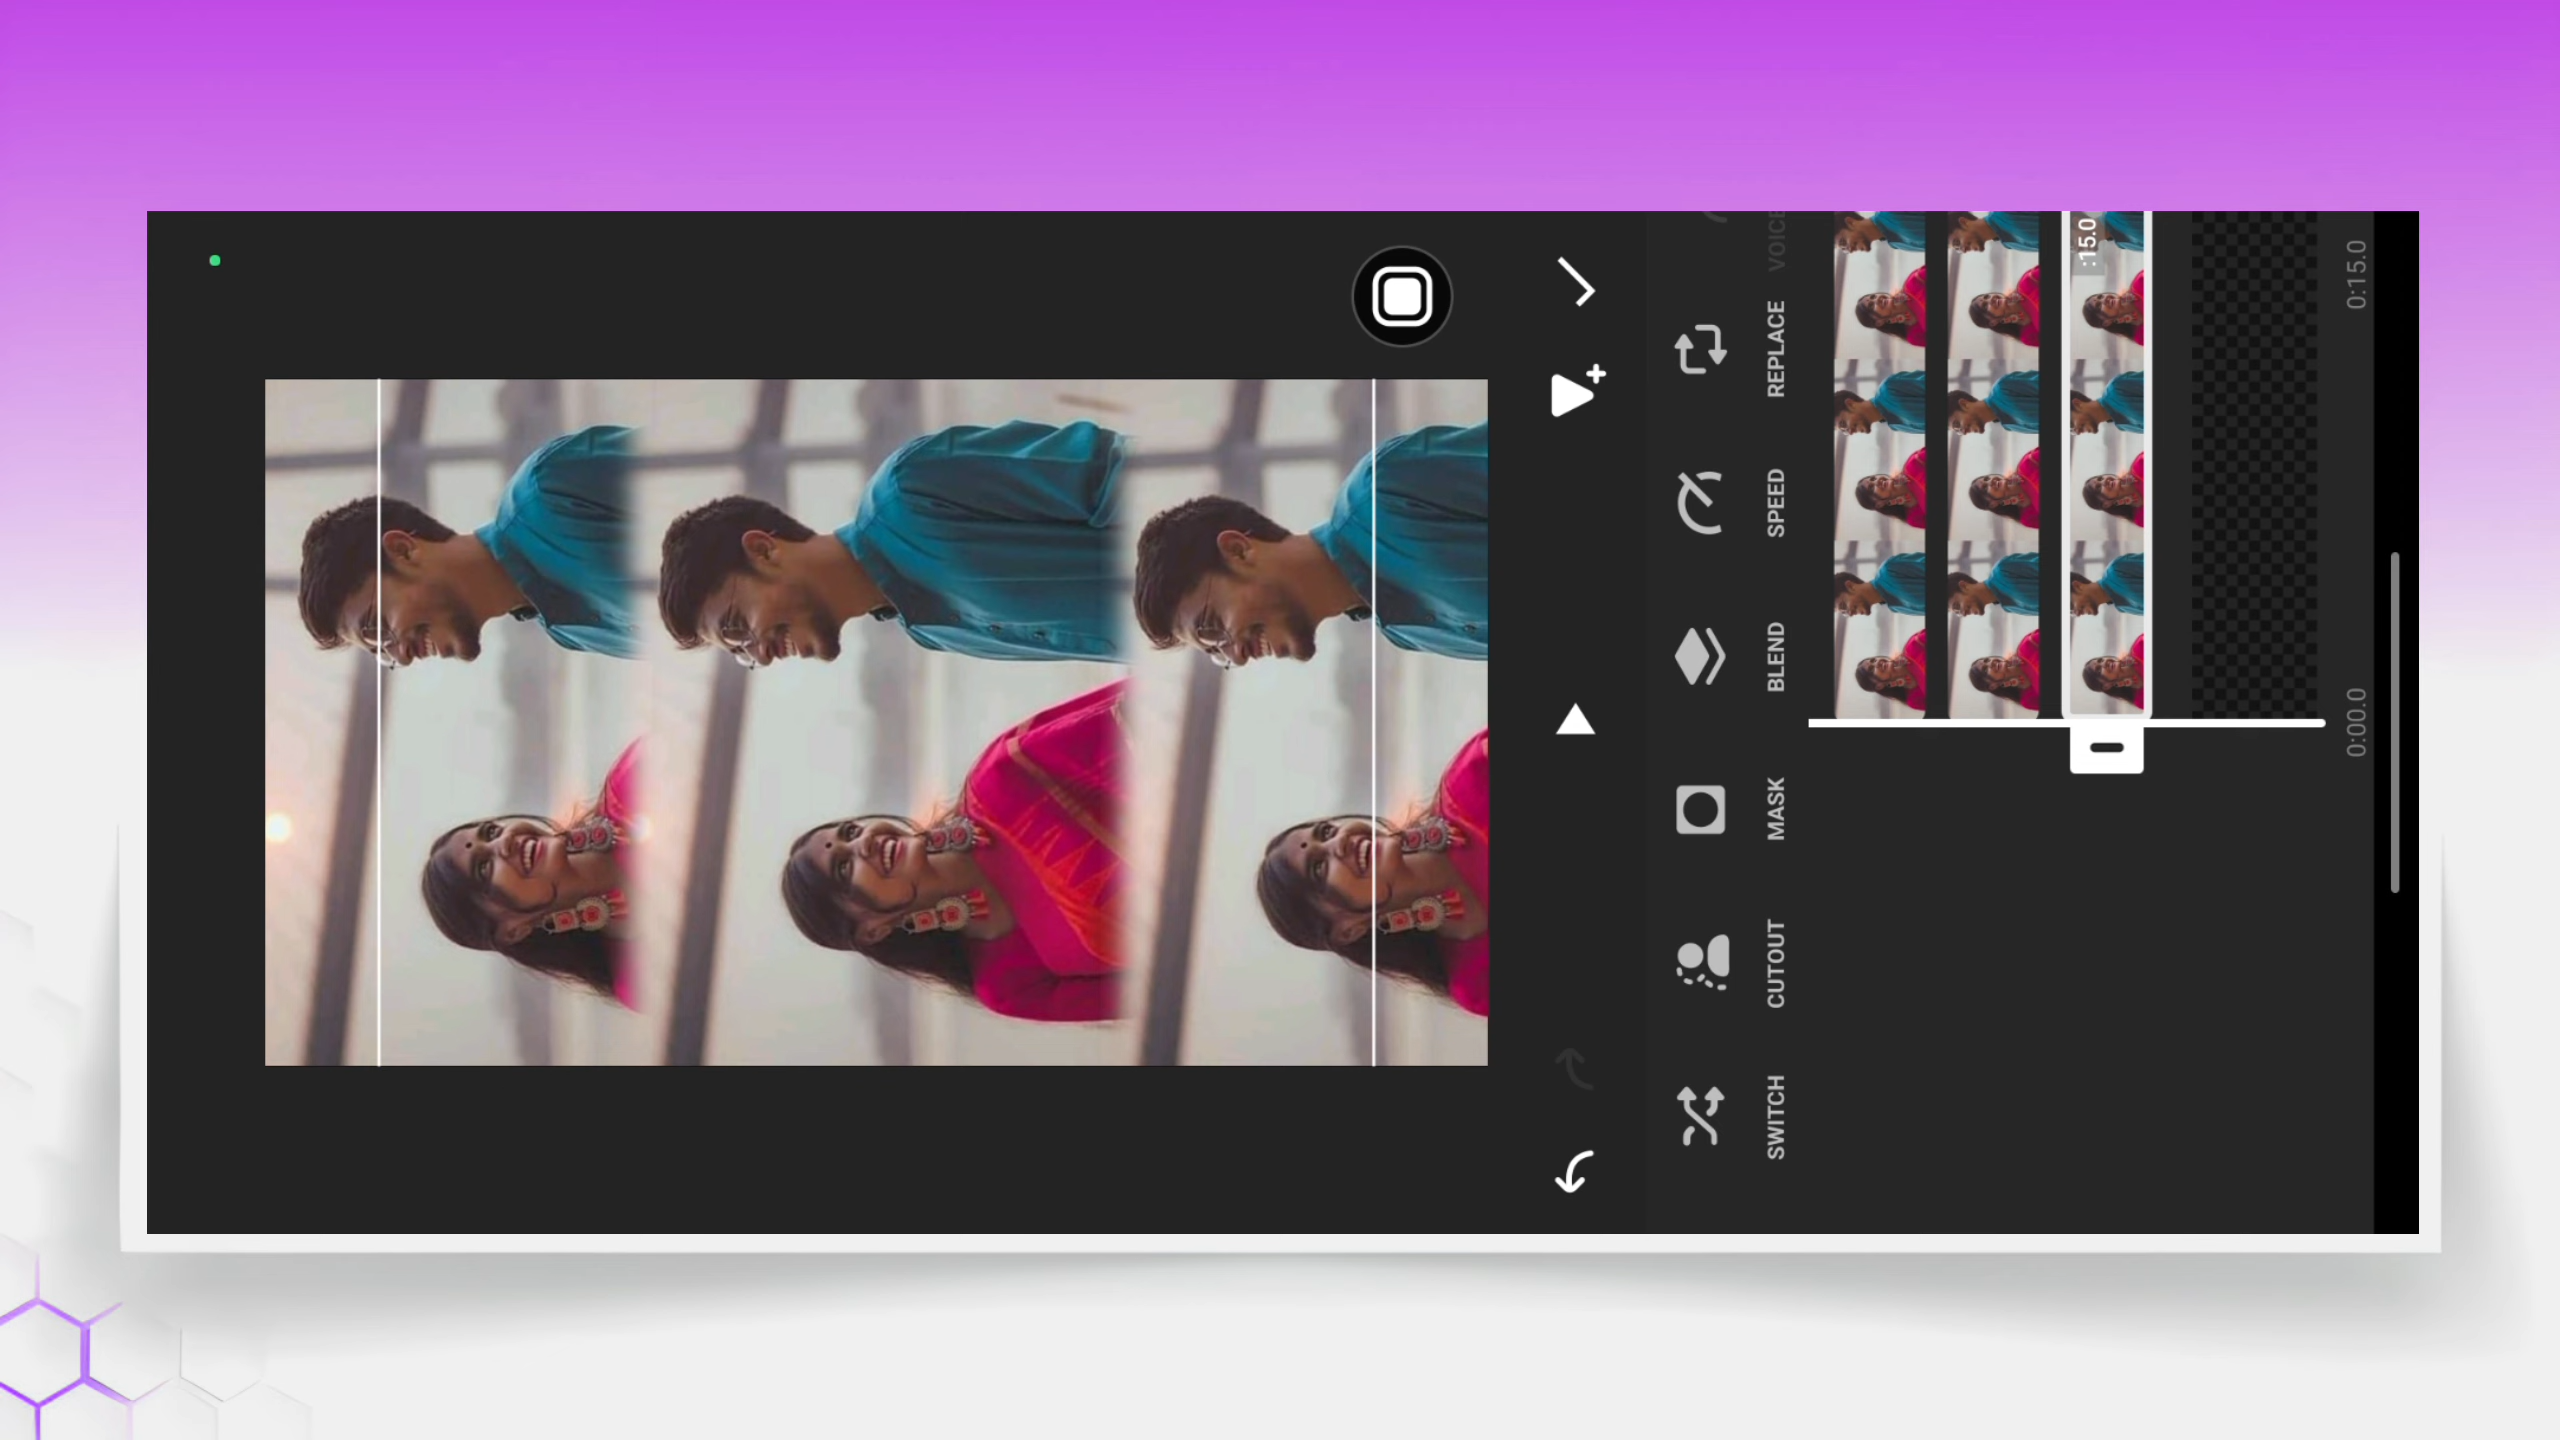 SWITCH
CUTOUT
MASK
BLEND
SPEED
REPLACE
VOICE
:15.0
0:00.0
0:15.0